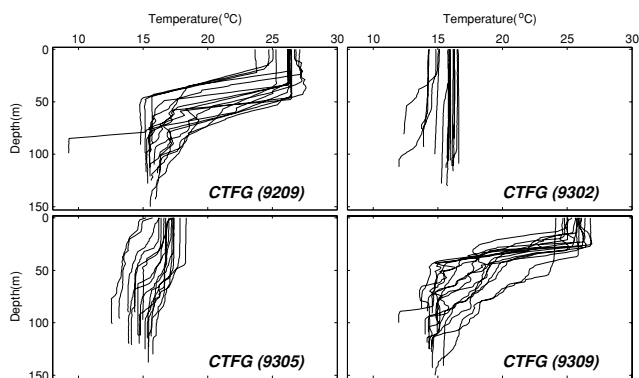 Temperature(°C) Temperature(°C)
10 15 20 25 30 10 15 20 25 30
0
50
100
150
Depth(m)
CTFG (9209) CTFG (9302)
0
50
100
150
Depth(m)
CTFG (9305) CTFG (9309)